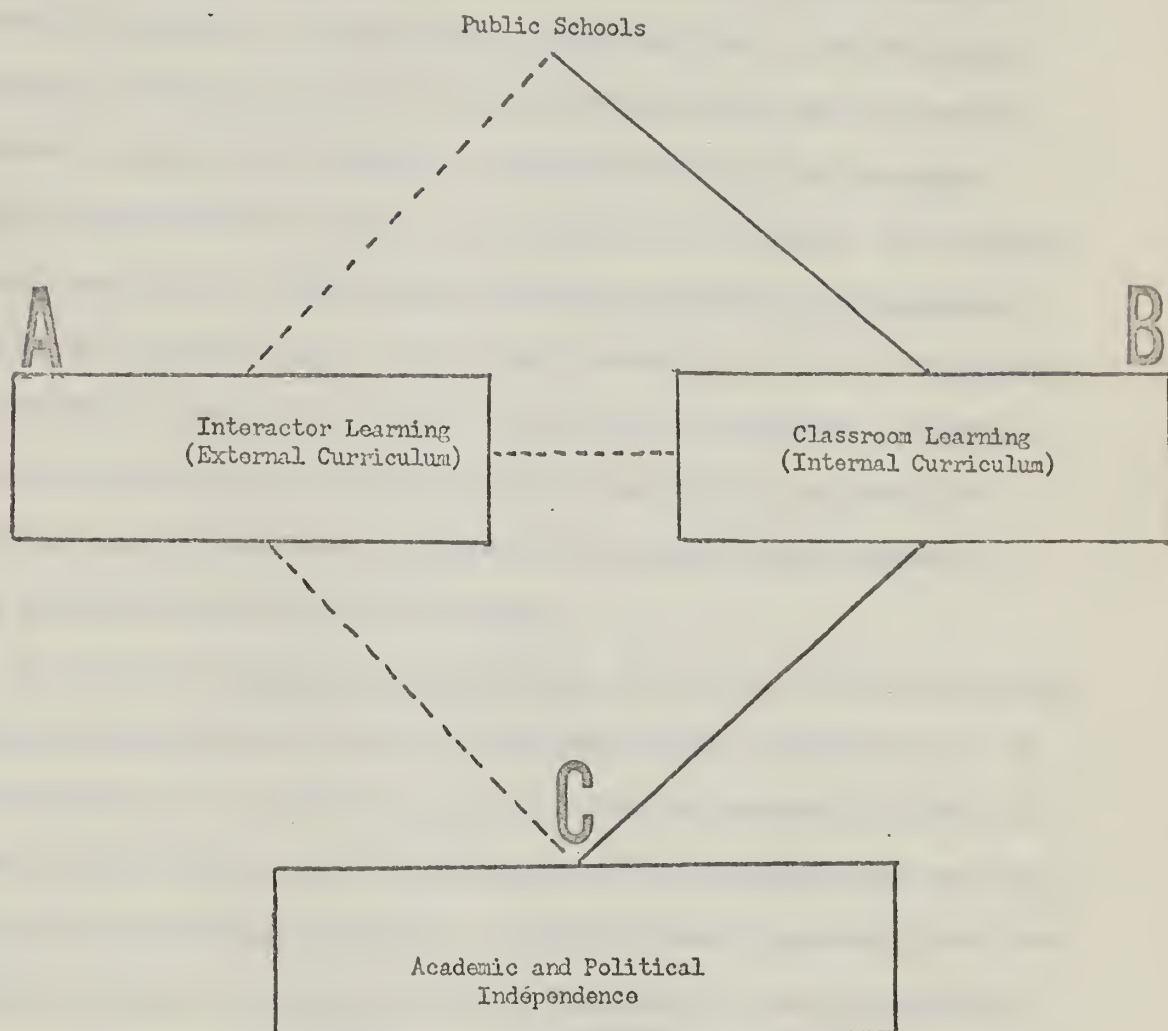 Public Schools
A
B
Interactor Learning
(External Curriculum)
Classroom Learning
(Internal Curriculum)
C
Academic and Political
Indépendence